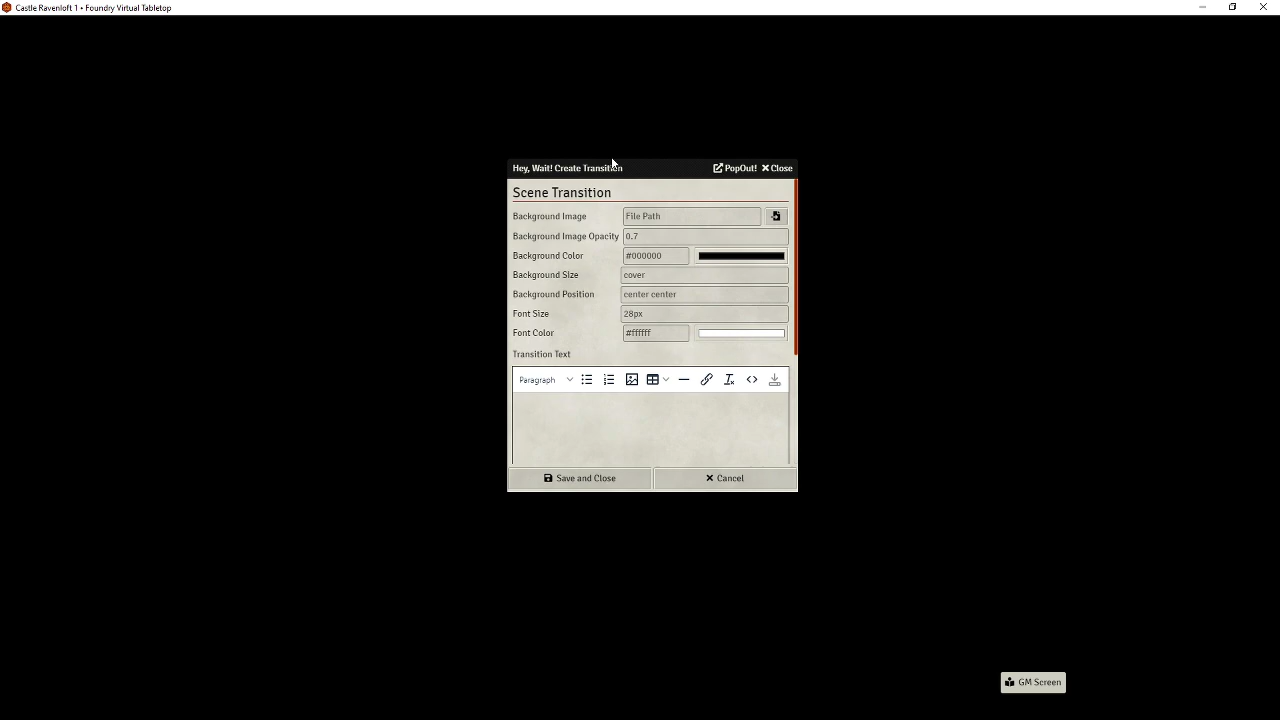 Castle Ravenloft 1 • Foundry Virtual Tabletop
Hey, Wait! Create Transition PopOut! Close
Scene Transition
Background Image File Path
Background Image Opacity 0.7
Background Color #000000
Background Size cover
Background Position center center
Font Size 28px
Font Color #ffffff
Transition Text
Paragraph
Save and Close Cancel
GM Screen